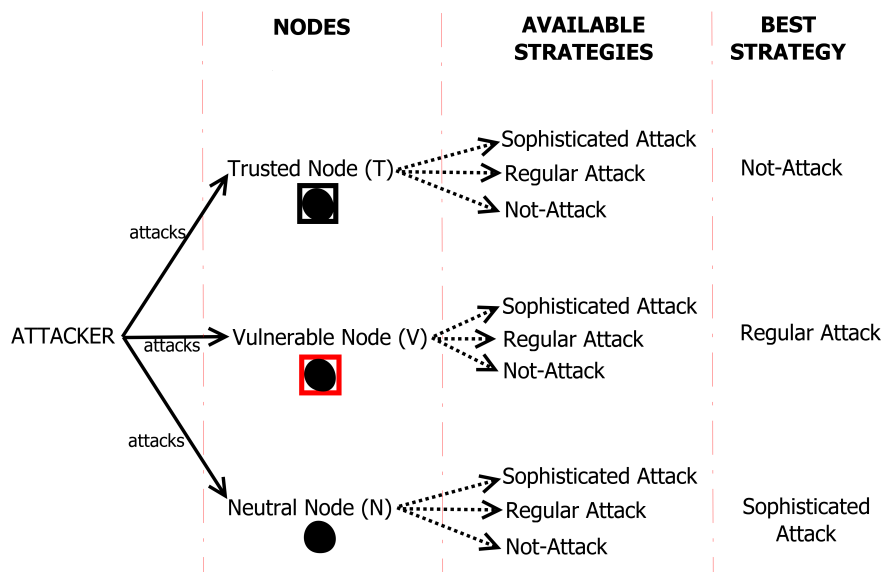 NODES
AVAILABLE
STRATEGIES
BEST
STRATEGY
ATTACKER
attacks
Trusted Node (T)
Sophisticated Attack
Regular Attack
Not-Attack
Not-Attack
attacks
Vulnerable Node (V)
Sophisticated Attack
Regular Attack
Not-Attack
Regular Attack
attacks
Neutral Node (N)
Sophisticated Attack
Regular Attack
Not-Attack
Sophisticated
Attack